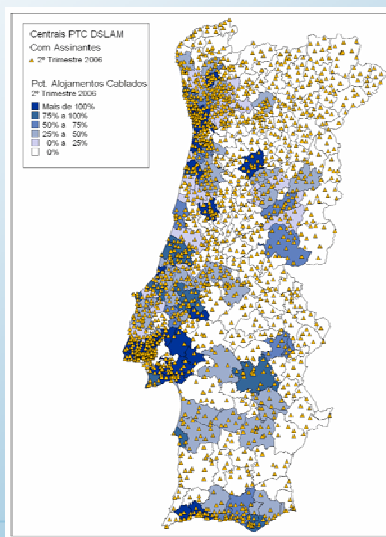 Centrais PTC DSLAM
Com Assinantes
2º Trimestre 2006
Pct. Alojamentos Cablados
2º Trimestre 2006
Mais de 100%
75% a 100%
50% a 75%
25% a 50%
0% a 25%
0%